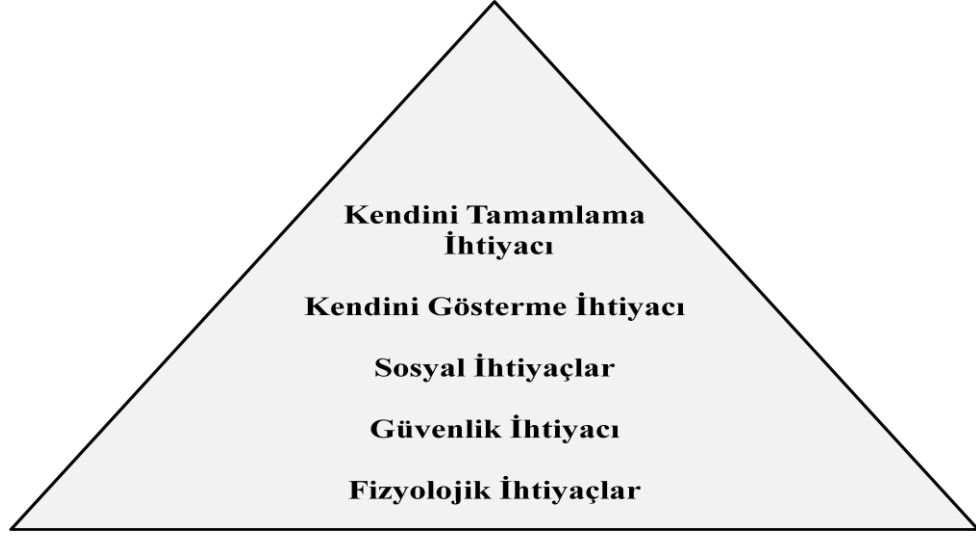 Kendini Tamamlama
İhtiyacı
Kendini Gösterme İhtiyacı
Sosyal İhtiyaçlar
Güvenlik İhtiyacı
Fizyolojik İhtiyaçlar